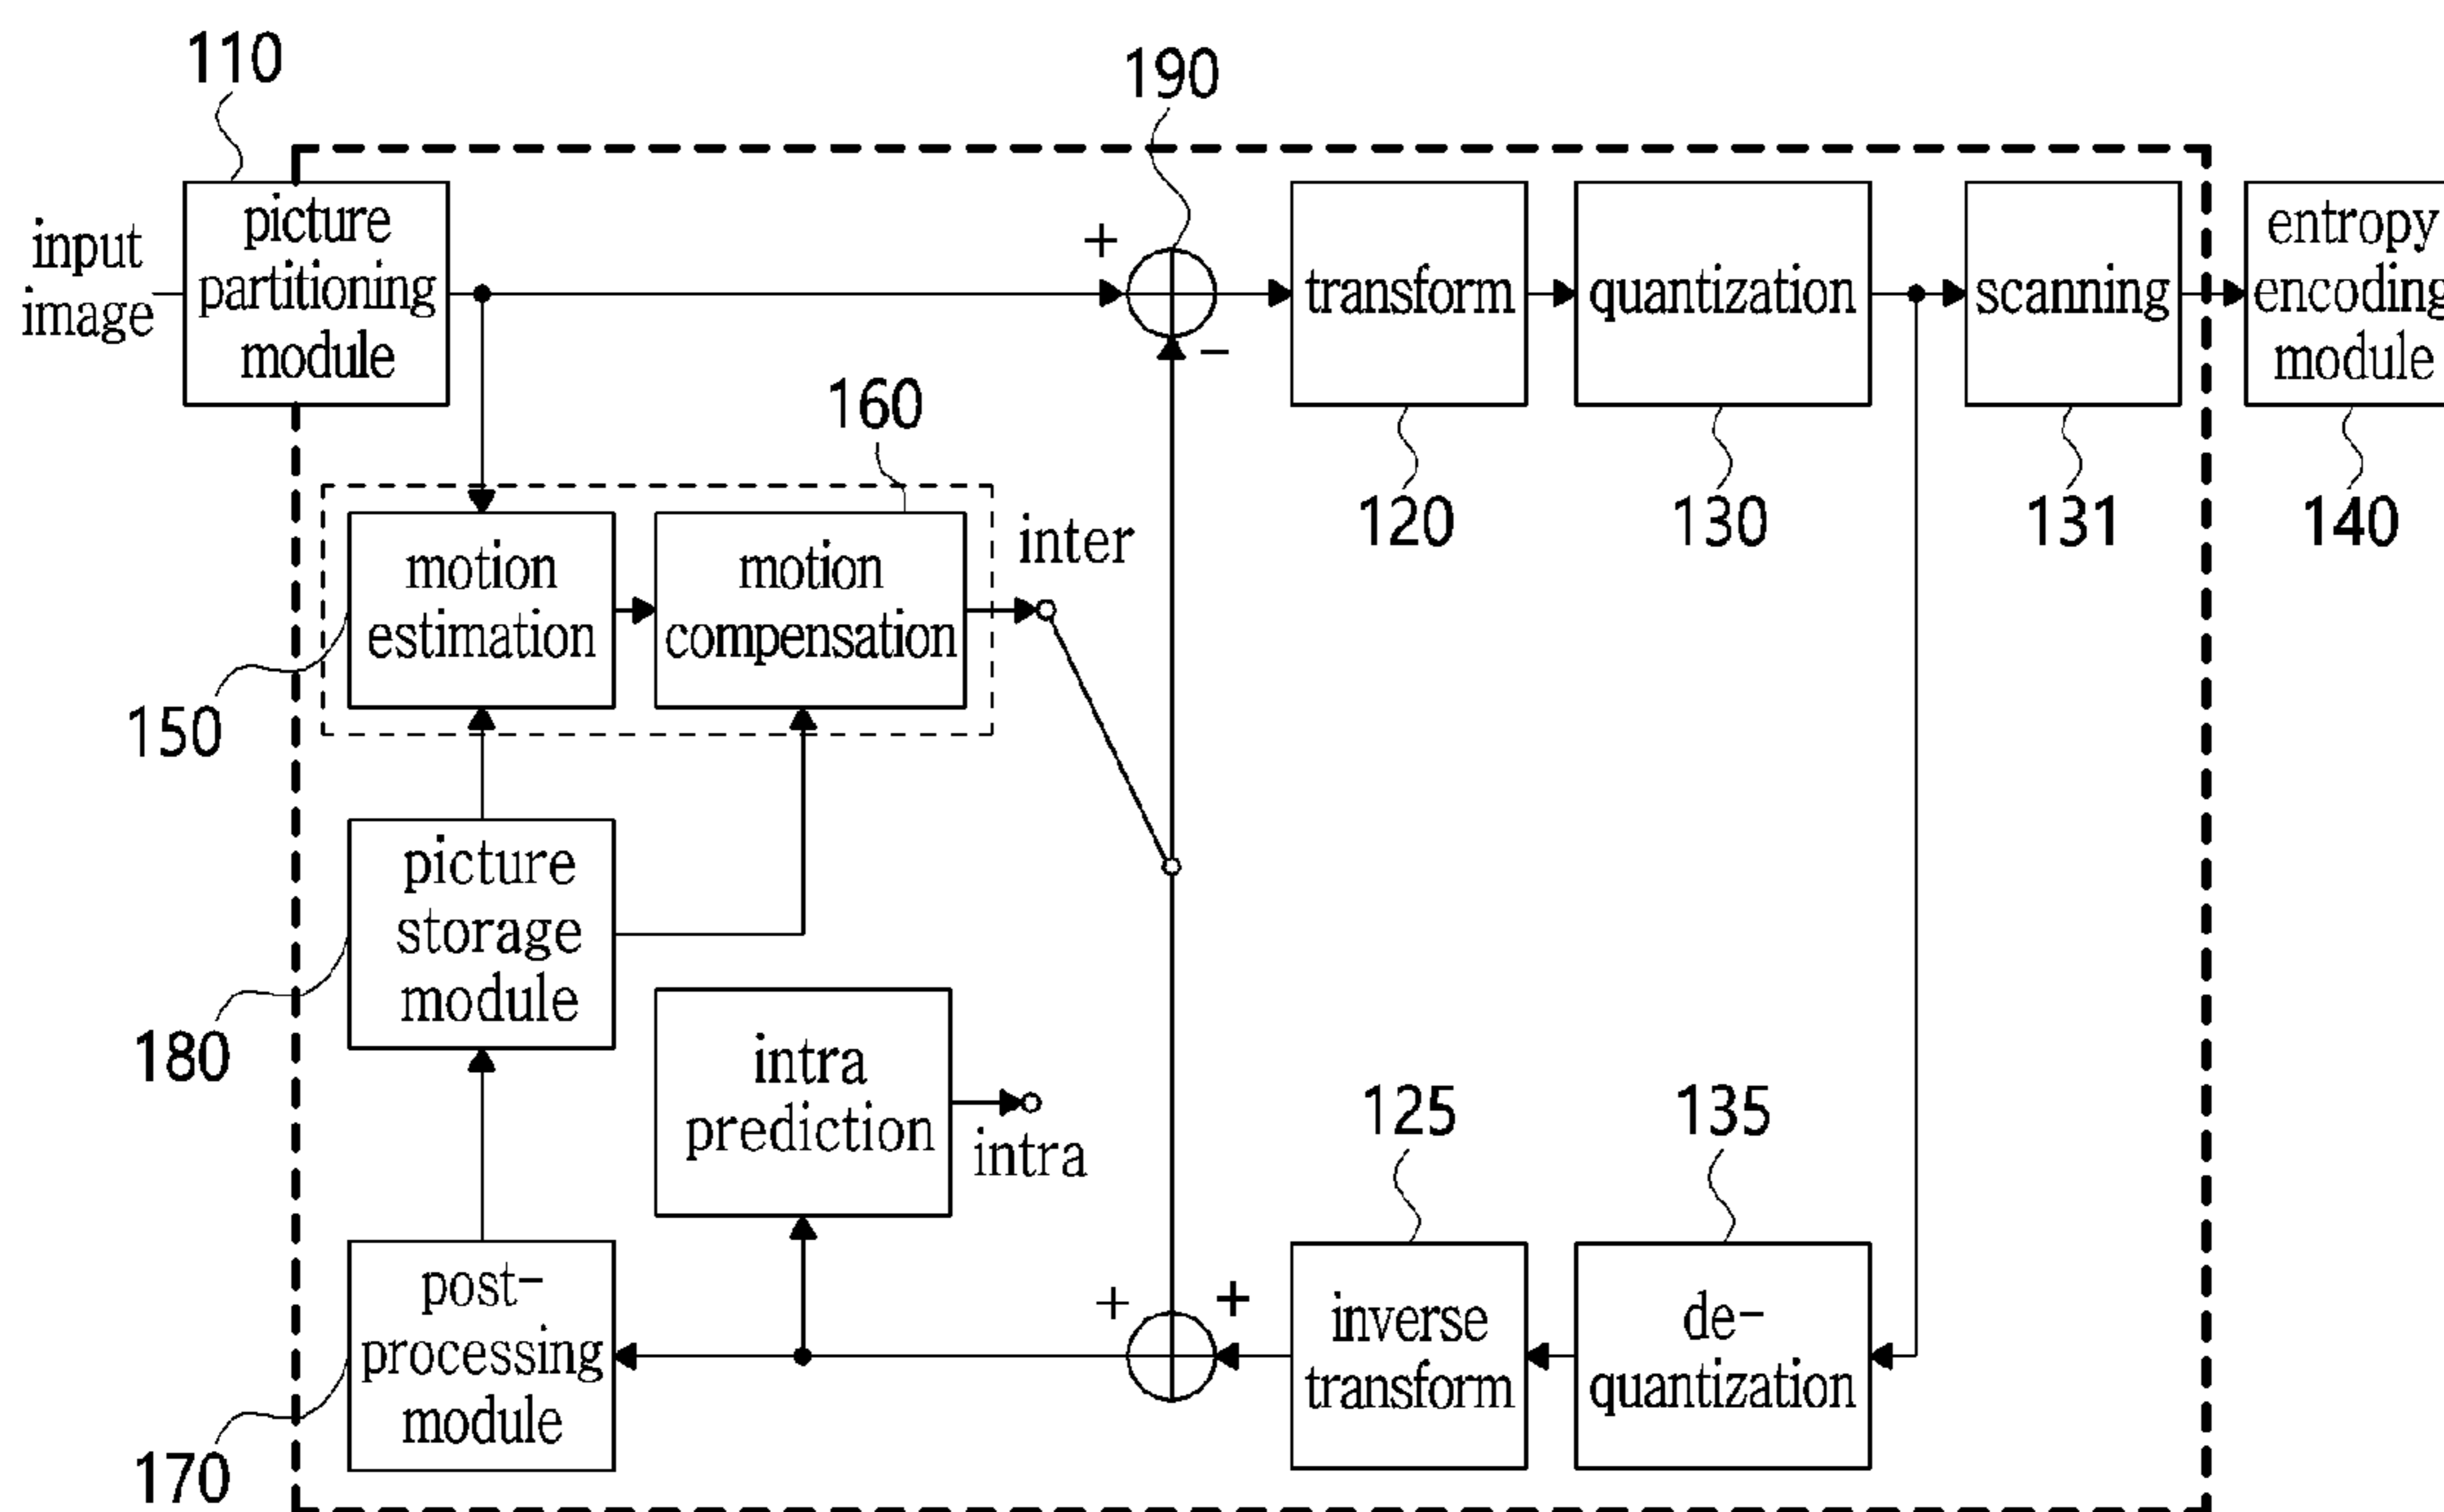 110
190
input
image
picture
partitioning
module
+
−
transform
quantization
scanning
entropy
encoding
module
160
120
130
131
140
motion
estimation
motion
compensation
inter
150
picture
storage
module
180
intra
prediction
intra
125
135
post-
processing
module
+
+
inverse
transform
de-
quantization
170